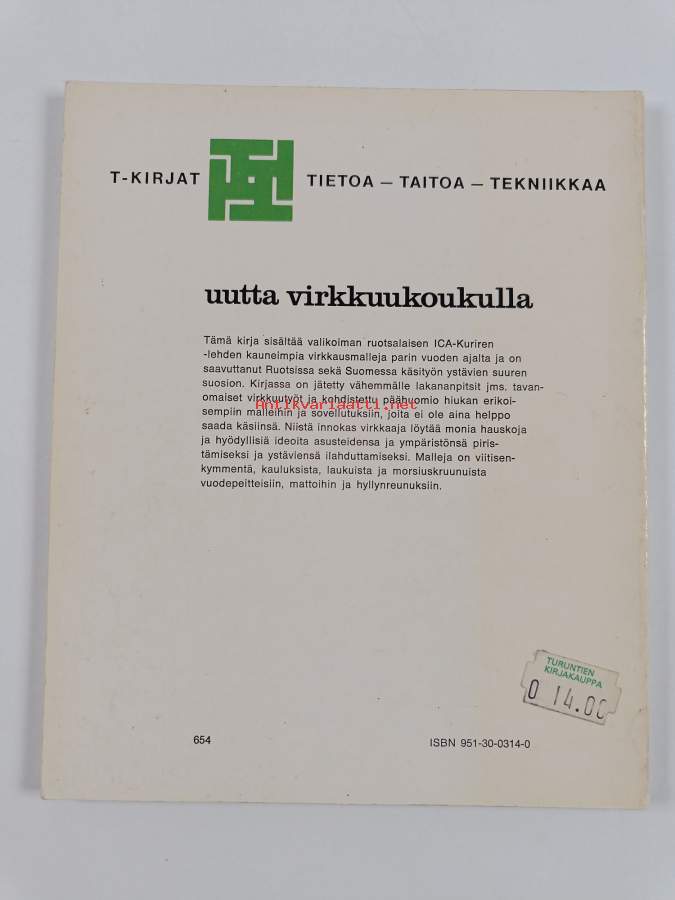 T-KIRJAT TIETOA — TAITOA — TEKNIIKKAA
uutta virkkuukoukulla
Tämä kirja sisältää valikoiman ruotsalaisen ICA-Kuriren
-lehden kauneimpia virkkausmalleja parin vuoden ajalta ja on
saavuttanut Ruotsissa sekä Suomessa käsityön ystävien suuren
suosion. Kirjassa on jätetty vähemmälle lakananpitsit jms. tavan-
omaiset virkkuutyöt ja kohdistettu päähuomio hiukan erikoi-
Antikvariaatti.net
sempiin malleihin ja sovellutuksiin, joita ei ole aina helppo
saada käsiinsä. Niistä innokas virkkaaja löytää monia hauskoja
ja hyödyllisiä ideoita asusteidensa ja ympäristönsä piris-
tämiseksi ja ystäviensä ilahduttamiseksi. Malleja on viitisen-
kymmentä, kauluksista, laukuista ja morsiuskruunuista
vuodepeitteisiin, mattoihin ja hyllynreunuksiin.
TURUNTIEN
KIRJAKAUPPA
0 14.00
654 ISBN 951-30-0314-0